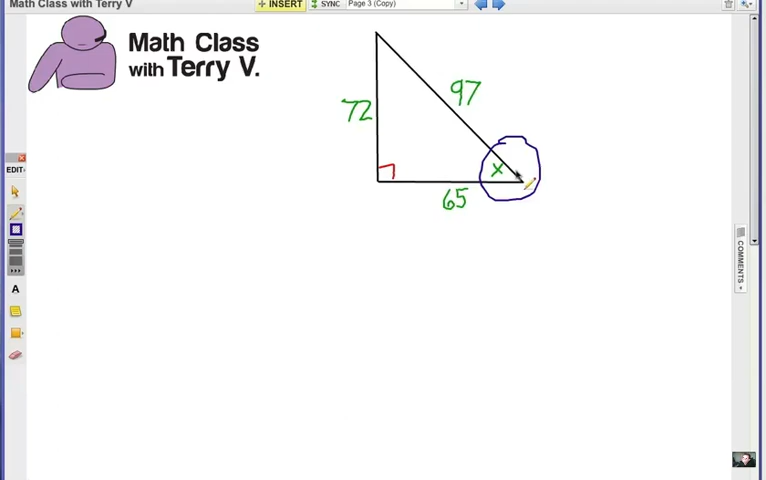 Math Class with Terry V
INSERT
SYNC
Page 3 (Copy)
Math Class
with Terry V.
97
72
EDIT
x
65
COMMENTS
A